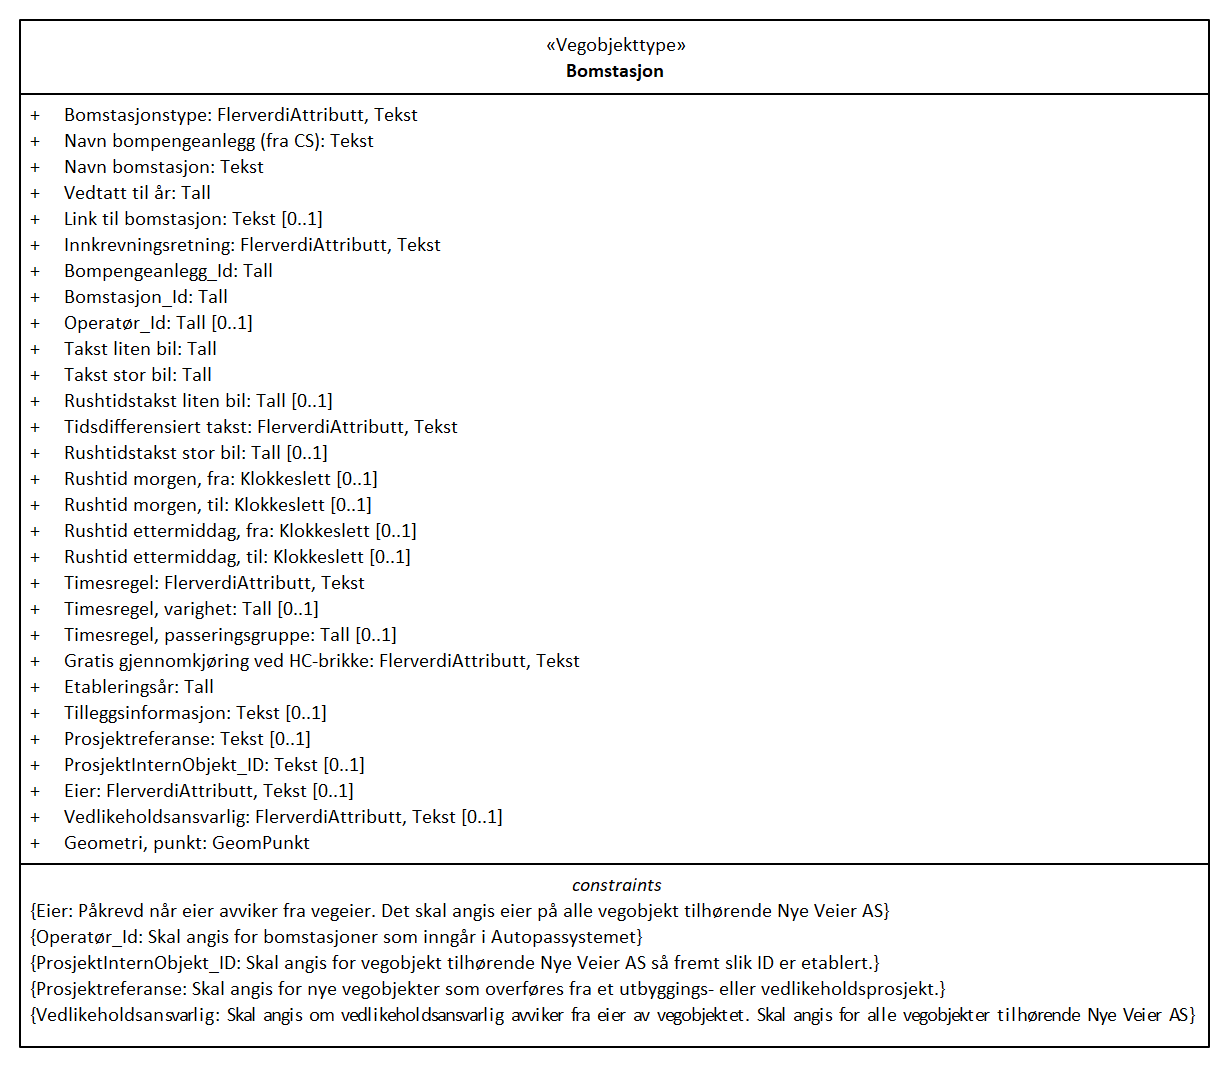 «Vegobjekttype»
Bomstasjon
+ Bomstasjonstype: FlerverdiAttributt, Tekst
+ Navn bompengeanlegg (fra CS): Tekst
+ Navn bomstasjon: Tekst
+ Vedtatt til år: Tall
+ Link til bomstasjon: Tekst [0..1]
+ Innkrevningsretning: FlerverdiAttributt, Tekst
+ Bompengeanlegg_Id: Tall
+ Bomstasjon_Id: Tall
+ Operatør_Id: Tall [0..1]
+ Takst liten bil: Tall
+ Takst stor bil: Tall
+ Rushtidstakst liten bil: Tall [0..1]
+ Tidsdifferensiert takst: FlerverdiAttributt, Tekst
+ Rushtidstakst stor bil: Tall [0..1]
+ Rushtid morgen, fra: Klokkeslett [0..1]
+ Rushtid morgen, til: Klokkeslett [0..1]
+ Rushtid ettermiddag, fra: Klokkeslett [0..1]
+ Rushtid ettermiddag, til: Klokkeslett [0..1]
+ Timesregel: FlerverdiAttributt, Tekst
+ Timesregel, varighet: Tall [0..1]
+ Timesregel, passeringsgruppe: Tall [0..1]
+ Gratis gjennomkjøring ved HC-brikke: FlerverdiAttributt, Tekst
+ Etableringsår: Tall
+ Tilleggsinformasjon: Tekst [0..1]
+ Prosjektreferanse: Tekst [0..1]
+ ProsjektInternObjekt_ID: Tekst [0..1]
+ Eier: FlerverdiAttributt, Tekst [0..1]
+ Vedlikeholdsansvarlig: FlerverdiAttributt, Tekst [0..1]
+ Geometri, punkt: GeomPunkt
constraints
{Eier: Påkrevd når eier avviker fra vegeier. Det skal angis eier på alle vegobjekt tilhørende Nye Veier AS}
{Operatør_Id: Skal angis for bomstasjoner som inngår i Autopassystemet}
{ProsjektInternObjekt_ID: Skal angis for vegobjekt tilhørende Nye Veier AS så fremt slik ID er etablert.}
{Prosjektreferanse: Skal angis for nye vegobjekter som overføres fra et utbyggings- eller vedlikeholdsprosjekt.}
{Vedlikeholdsansvarlig: Skal angis om vedlikeholdsansvarlig avviker fra eier av vegobjektet. Skal angis for alle vegobjekter tilhørende Nye Veier AS}